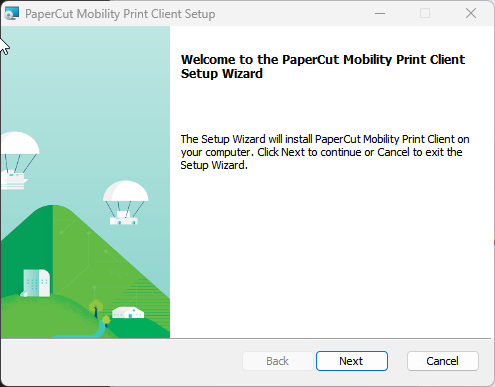 PaperCut Mobility Print Client Setup
Welcome to the PaperCut Mobility Print Client
Setup Wizard
The Setup Wizard will install PaperCut Mobility Print Client on
your computer. Click Next to continue or Cancel to exit the
Setup Wizard.
Back Next Cancel